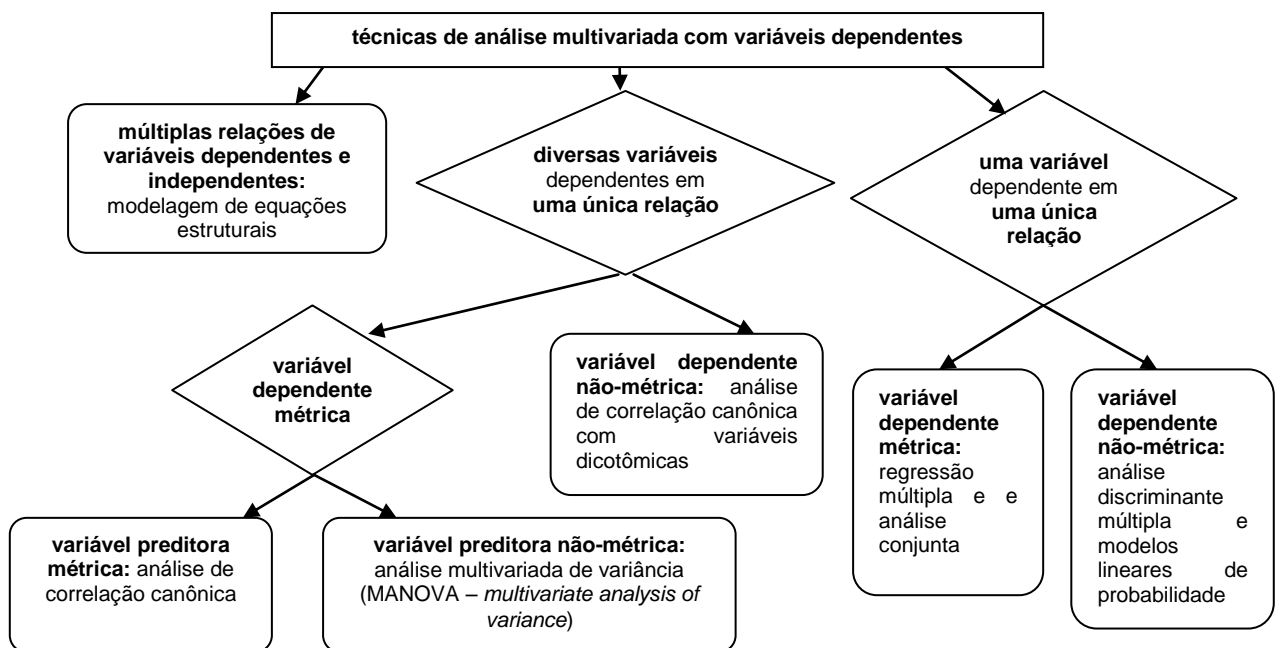 técnicas de análise multivariada com variáveis dependentes
múltiplas relações de
variáveis dependentes e
independentes:
modelagem de equações
estruturais
diversas variáveis
dependentes em
uma única relação
uma variável
dependente em
uma única
relação
variável
dependente
métrica
variável dependente
não-métrica: análise
de correlação canônica
com variáveis
dicotômicas
variável
dependente
métrica:
regressão
múltipla e e
análise
conjunta
variável
dependente
não-métrica:
análise
discriminante
múltipla e
modelos
lineares de
probabilidade
variável preditora
métrica: análise de
correlação canônica
variável preditora não-métrica:
análise multivariada de variância
(MANOVA – multivariate analysis of
variance)